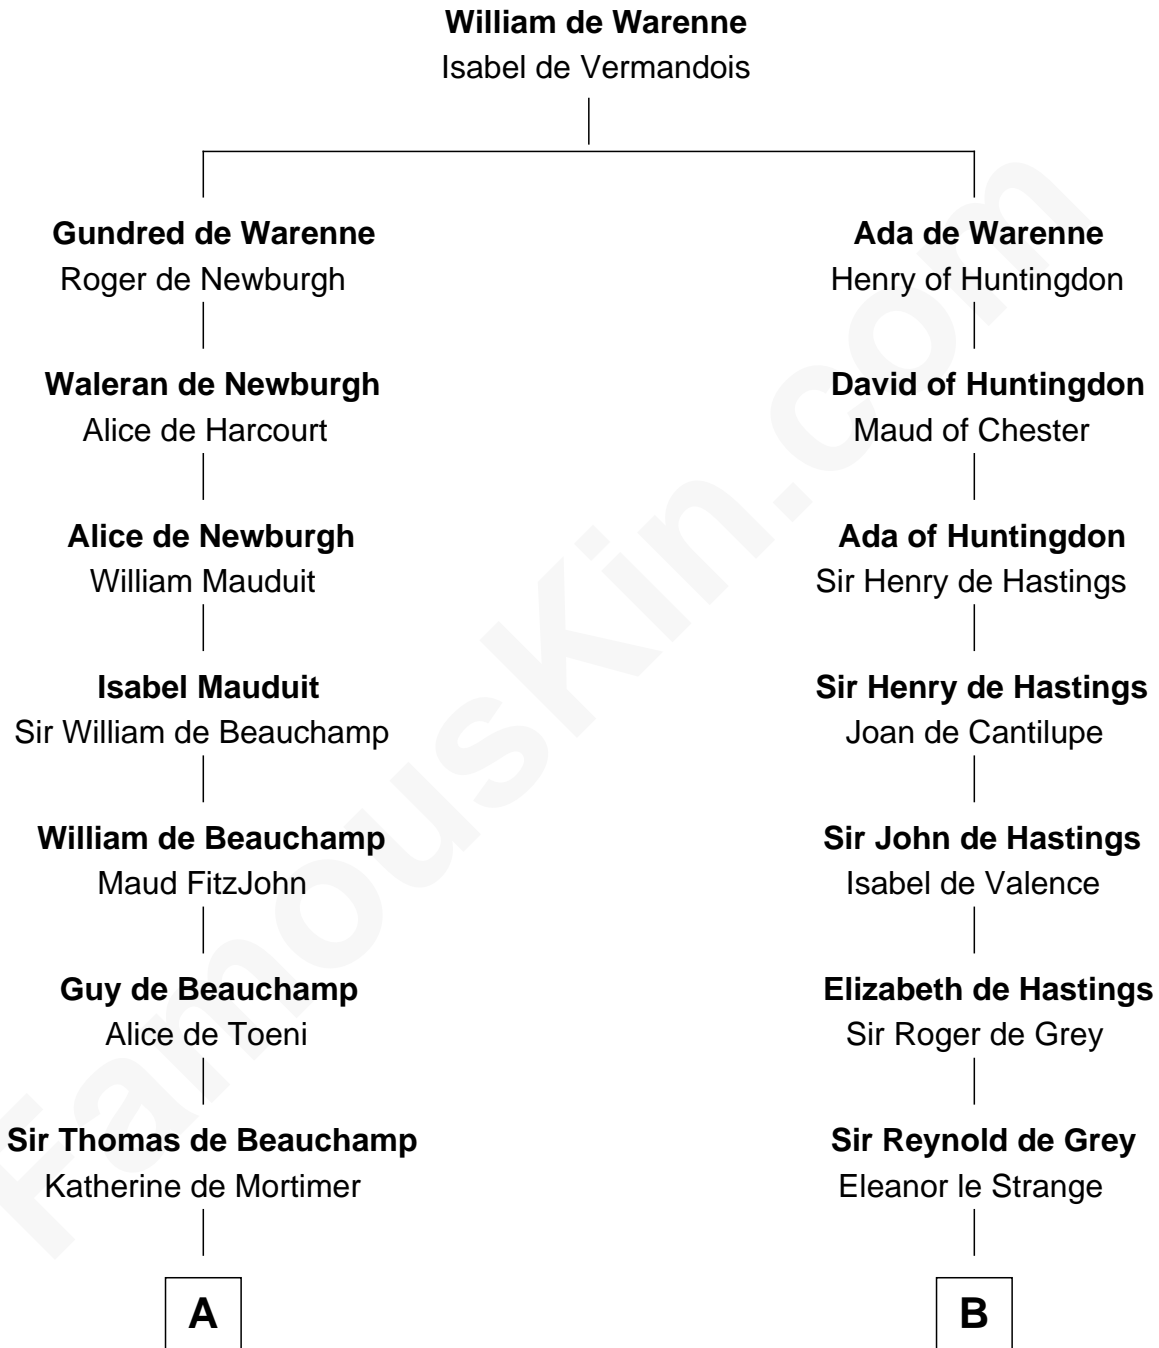 William de Warenne
Isabel de Vermandois
Gundred de Warenne
Roger de Newburgh
Ada de Warenne
Henry of Huntingdon
Waleran de Newburgh
Alice de Harcourt
David of Huntingdon
Maud of Chester
Alice de Newburgh
William Mauduit
Ada of Huntingdon
Sir Henry de Hastings
Isabel Mauduit
Sir William de Beauchamp
Sir Henry de Hastings
Joan de Cantilupe
William de Beauchamp
Maud FitzJohn
Sir John de Hastings
Isabel de Valence
Guy de Beauchamp
Alice de Toeni
Elizabeth de Hastings
Sir Roger de Grey
Sir Thomas de Beauchamp
Katherine de Mortimer
Sir Reynold de Grey
Eleanor le Strange
A
B
FamousKin.com